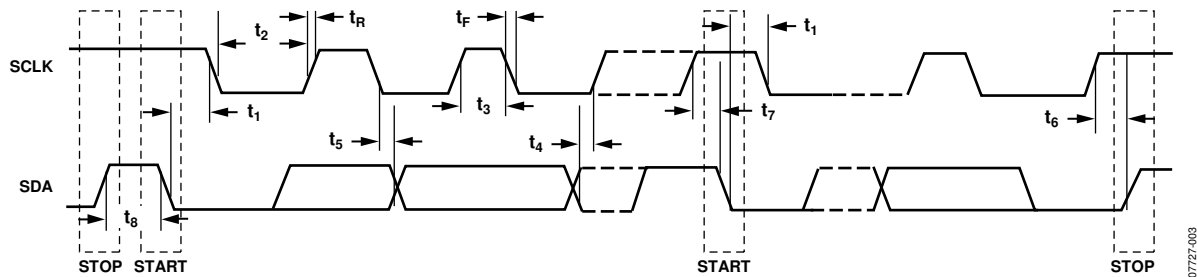 t2
tR
tF
t1
SCLK
t1
t3
t7
t6
t5
t4
SDA
t8
STOP
START
START
STOP
07727-003